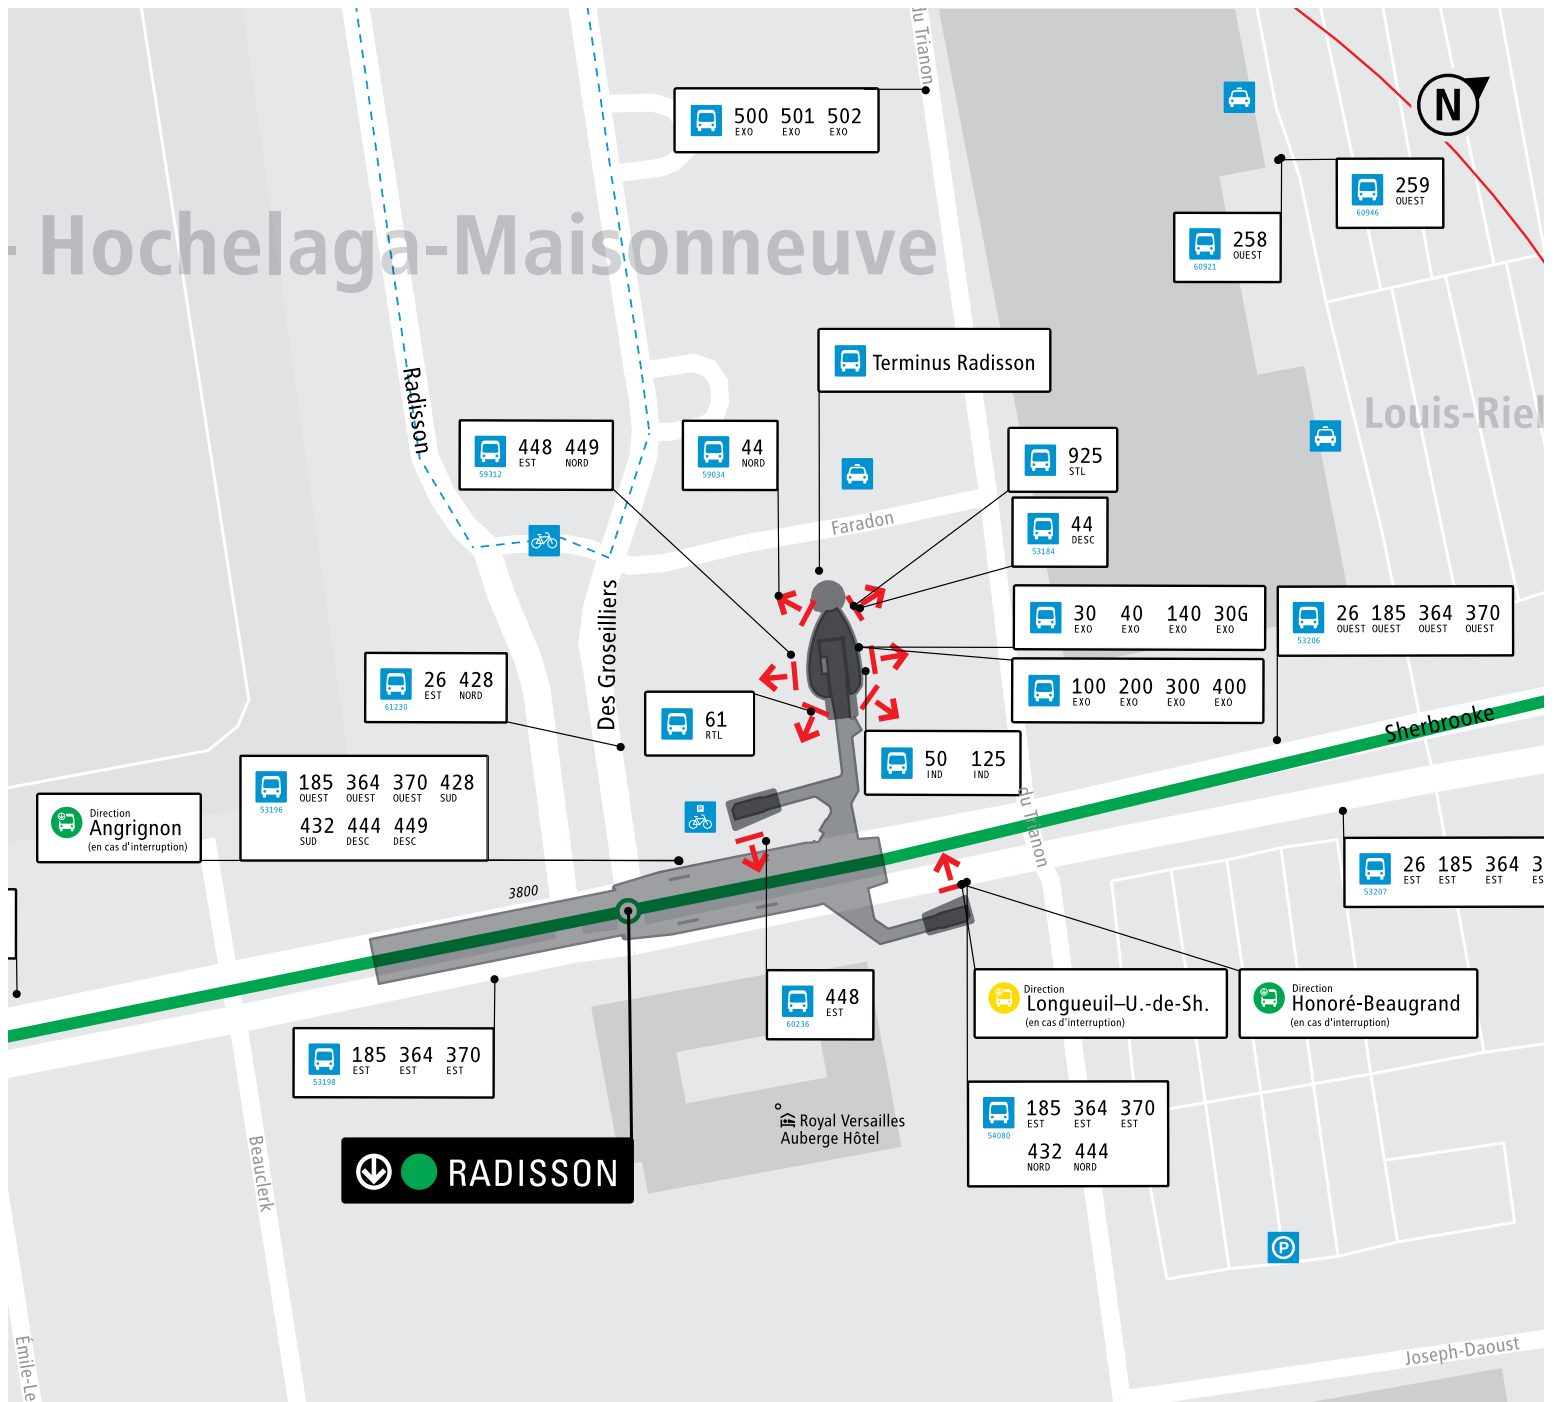 du Trianon
N
500 501 502
EXO EXO EXO
259
OUEST
60946
258
OUEST
60921
- Hochelaga-Maisonneuve
Terminus Radisson
Radisson
Louis-Riel
448 449
EST NORD
59312
44
NORD
59034
925
STL
Faradon
44
DESC
53184
Des Groseilliers
30 40 140 30G
EXO EXO EXO EXO
26 185 364 370
OUEST OUEST OUEST OUEST
53206
26 428
EST NORD
61230
100 200 300 400
EXO EXO EXO EXO
61
RTL
Sherbrooke
50 125
IND IND
185 364 370 428
OUEST OUEST OUEST SUD
53196
432 444 449
SUD DESC DESC
Direction
Angrignon
(en cas d'interruption)
P
du Trianon
26 185 364
EST EST EST
53207
3800
448
EST
60236
Direction
Longueuil–U.-de-Sh.
(en cas d'interruption)
Direction
Honoré-Beaugrand
(en cas d'interruption)
185 364 370
EST EST EST
53198
185 364 370
EST EST EST
54080
432 444
NORD NORD
Royal Versailles
Auberge Hôtel
RADISSON
Beauclerk
P
Émile-Le
Joseph-Daoust